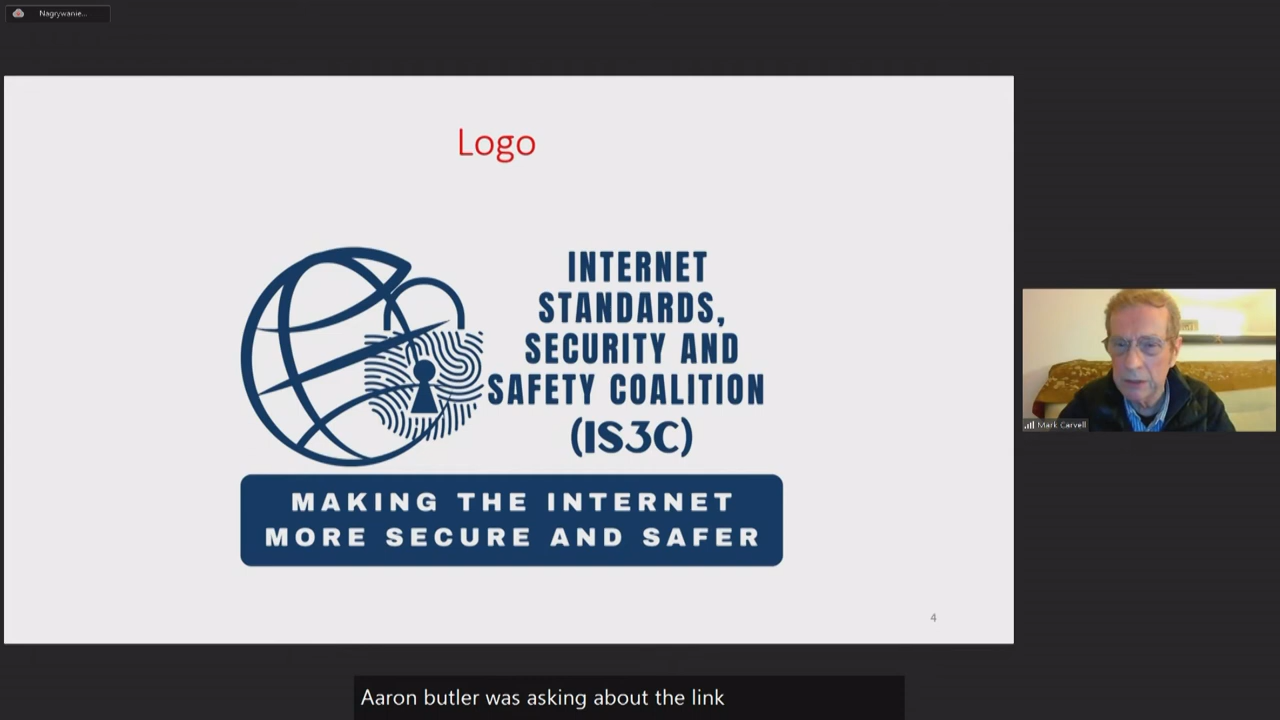 Nagrywanie...
Logo
INTERNET
STANDARDS,
SECURITY AND
SAFETY COALITION
(IS3C)
MAKING THE INTERNET
MORE SECURE AND SAFER
4
Mark Carvell
Aaron butler was asking about the link